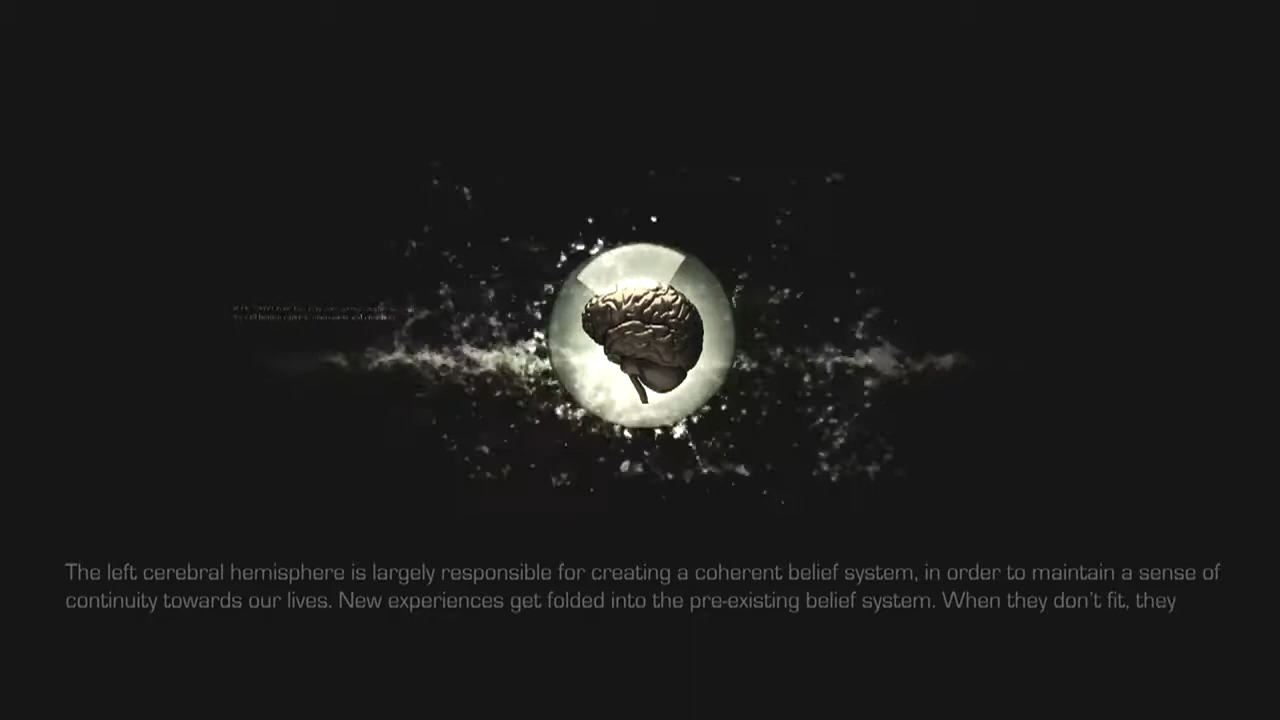 The left cerebral hemisphere is largely responsible for creating a coherent belief system, in order to maintain a sense of
continuity towards our lives. New experiences get folded into the pre-existing belief system. When they don't fit, they